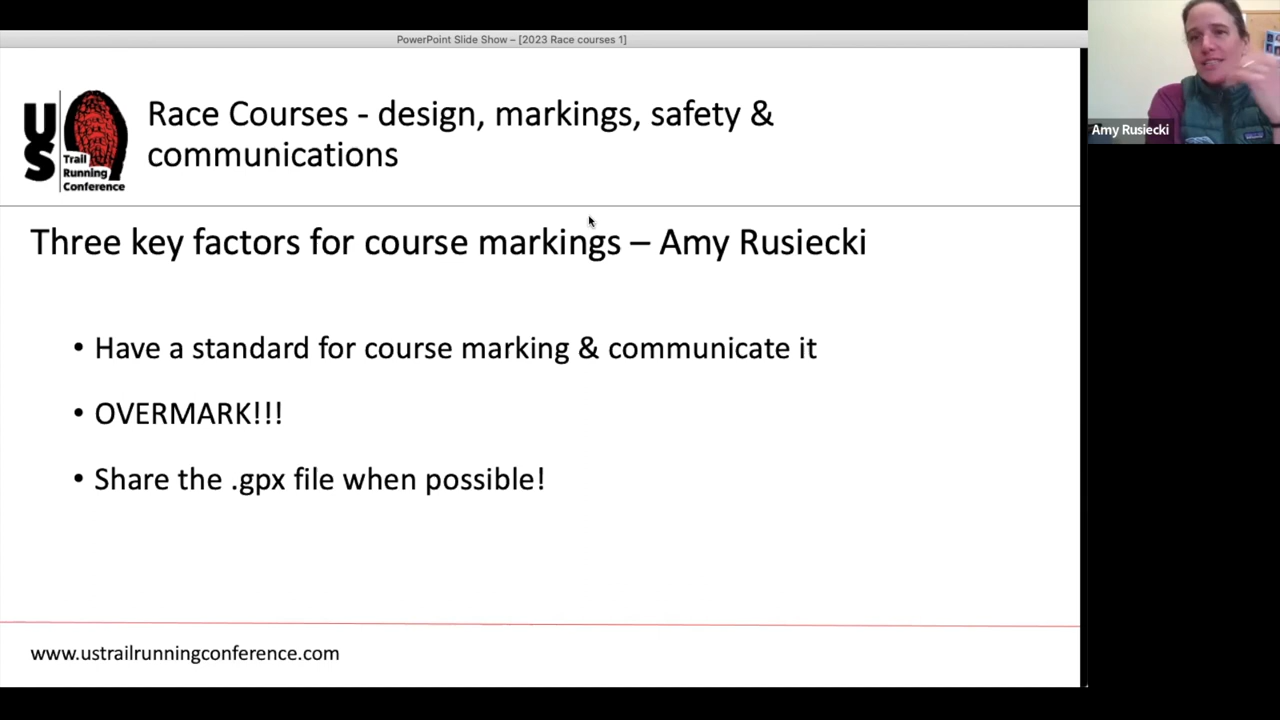 PowerPoint Slide Show – [2023 Race courses 1]
US
Trail
Running
Conference
Race Courses - design, markings, safety &
communications
Amy Rusiecki
Three key factors for course markings – Amy Rusiecki
• Have a standard for course marking & communicate it
• OVERMARK!!!
• Share the .gpx file when possible!
www.ustrailrunningconference.com